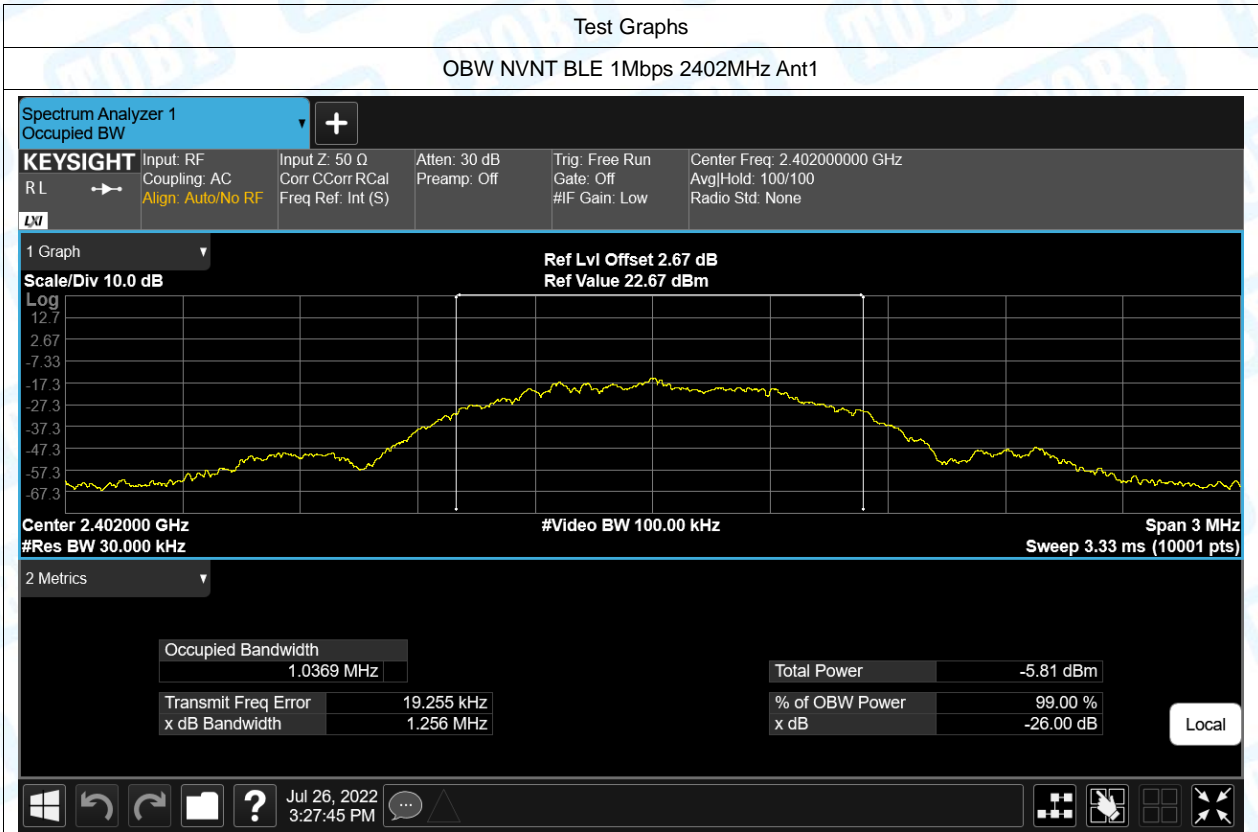 Test Graphs
OBW NVNT BLE 1Mbps 2402MHz Ant1
Spectrum Analyzer 1
Occupied BW
KEYSIGHT Input: RF Input Z: 50 Ω Atten: 30 dB Trig: Free Run Center Freq: 2.402000000 GHz
R L Coupling: AC Corr CCorr RCal Preamp: Off Gate: Off Avg|Hold: 100/100
Align: Auto/No RF Freq Ref: Int (S) #IF Gain: Low Radio Std: None
LXI
1 Graph
Ref Lvl Offset 2.67 dB
Scale/Div 10.0 dB Ref Value 22.67 dBm
Log
12.7
2.67
-7.33
-17.3
-27.3
-37.3
-47.3
-57.3
-67.3
Center 2.402000 GHz #Video BW 100.00 kHz Span 3 MHz
#Res BW 30.000 kHz Sweep 3.33 ms (10001 pts)
2 Metrics
Occupied Bandwidth
1.0369 MHz Total Power -5.81 dBm
Transmit Freq Error 19.255 kHz % of OBW Power 99.00 %
x dB Bandwidth 1.256 MHz x dB -26.00 dB
Local
Jul 26, 2022
3:27:45 PM
TOBY